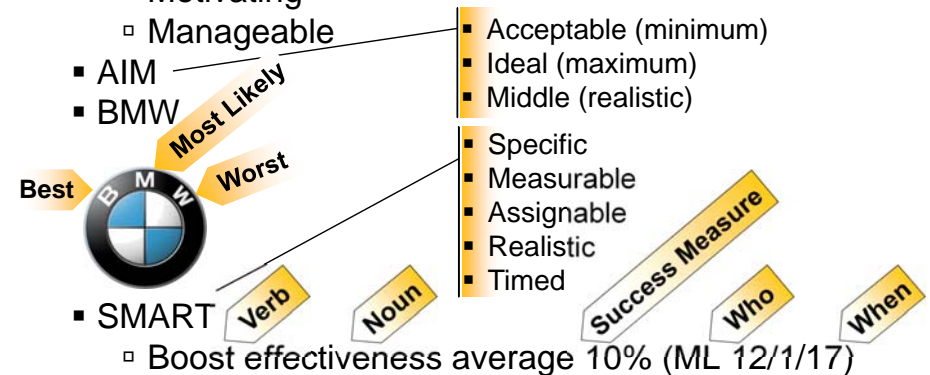 Motivating
▫ Manageable
▪ AIM
▪ Acceptable (minimum)
▪ Ideal (maximum)
▪ Middle (realistic)
▪ BMW
Most Likely
Best
Worst
B M W
▪ Specific
▪ Measurable
▪ Assignable
▪ Realistic
▪ Timed
▪ SMART
Verb
Noun
Success Measure
Who
When
▫ Boost effectiveness average 10% (ML 12/1/17)